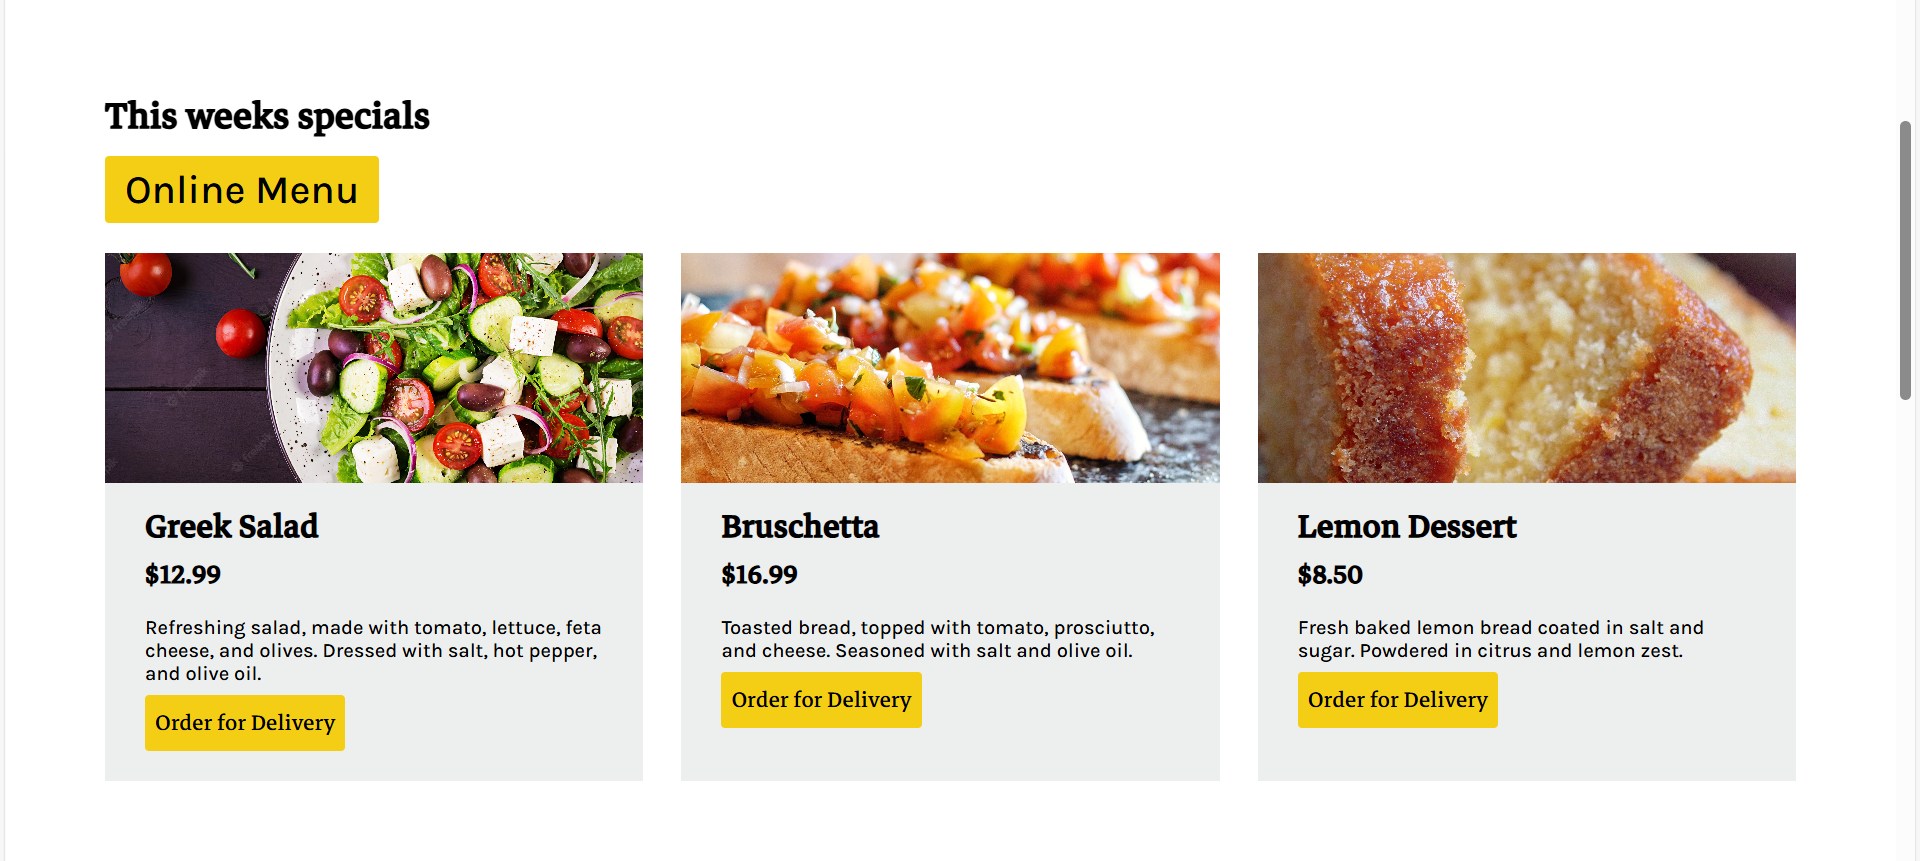 This weeks specials
Online Menu
Greek Salad
$12.99
Refreshing salad, made with tomato, lettuce, feta
cheese, and olives. Dressed with salt, hot pepper,
and olive oil.
Order for Delivery
Bruschetta
$16.99
Toasted bread, topped with tomato, prosciutto,
and cheese. Seasoned with salt and olive oil.
Order for Delivery
Lemon Dessert
$8.50
Fresh baked lemon bread coated in salt and
sugar. Powdered in citrus and lemon zest.
Order for Delivery